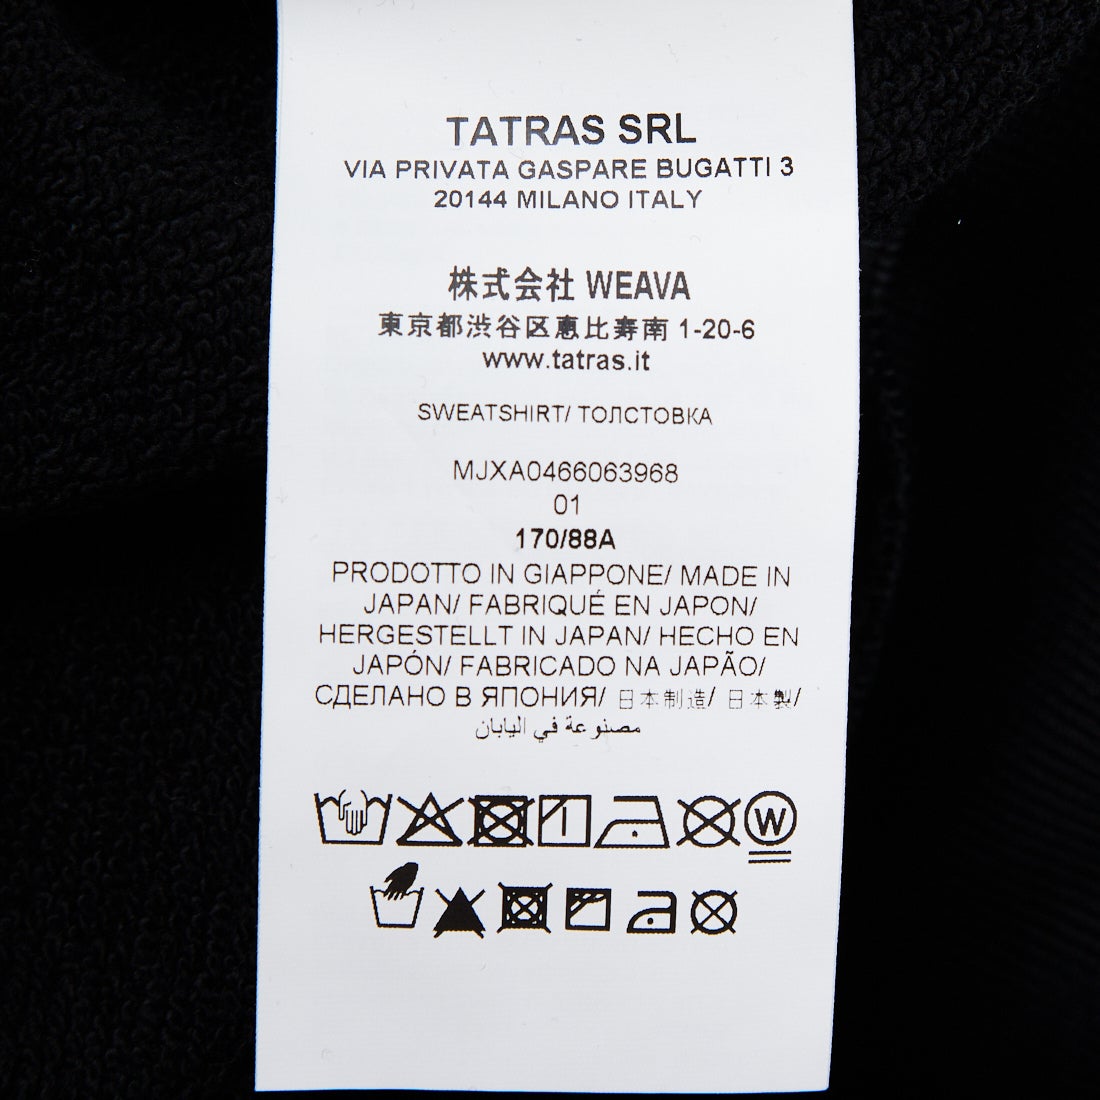 TATRAS SRL
VIA PRIVATA GASPARE BUGATTI 3
20144 MILANO ITALY
株式会社 WEAVA
東京都渋谷区恵比寿南 1-20-6
www.tatras.it
SWEATSHIRT/ ТОЛСТОВКА
MJXA0466063968
01
170/88A
PRODOTTO IN GIAPPONE/ MADE IN
JAPAN/ FABRIQUÉ EN JAPON/
HERGESTELLT IN JAPAN/ HECHO EN
JAPÓN/ FABRICADO NA JAPÃO/
СДЕЛАНО В ЯПОНИЯ/ 日本制造/ 日本製/
مصنوعة في اليابان
W